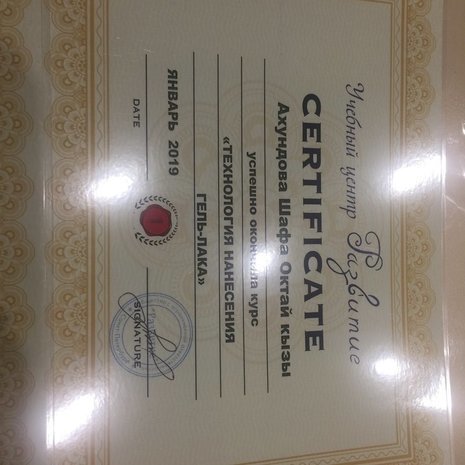 Учебный центр Развитие
CERTIFICATE
Ахундова Шафа Октай кызы
успешно окончила курс
«ТЕХНОЛОГИЯ НАНЕСЕНИЯ
ГЕЛЬ-ЛАКА»
ЯНВАРЬ 2019
DATE
SIGNATURE